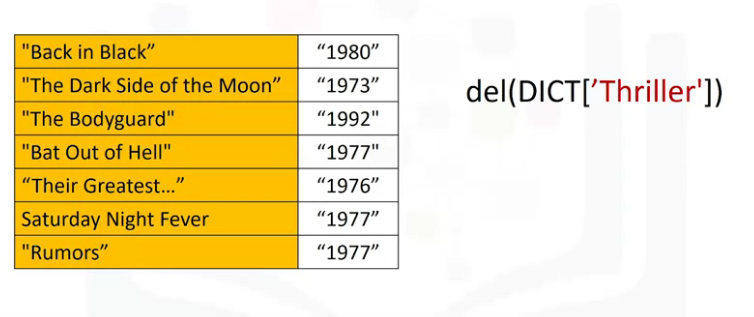 "Back in Black” “1980”
"The Dark Side of the Moon” “1973”
"The Bodyguard" “1992"
"Bat Out of Hell" “1977"
“Their Greatest…” “1976”
Saturday Night Fever “1977”
"Rumors” “1977”
del(DICT[’Thriller'])